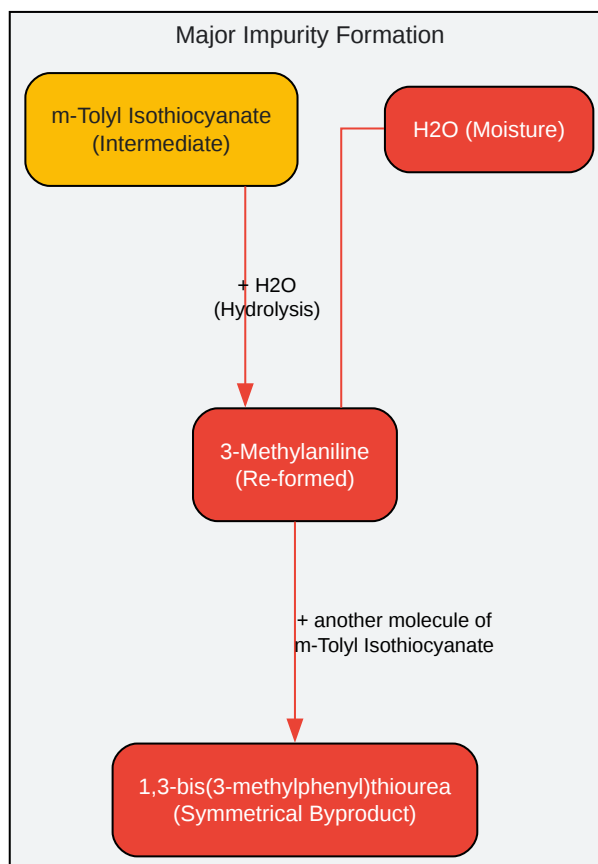 Major Impurity Formation
m-Tolyl Isothiocyanate
(Intermediate)
H2O (Moisture)
+ H2O
(Hydrolysis)
3-Methylaniline
(Re-formed)
+ another molecule of
m-Tolyl Isothiocyanate
1,3-bis(3-methylphenyl)thiourea
(Symmetrical Byproduct)